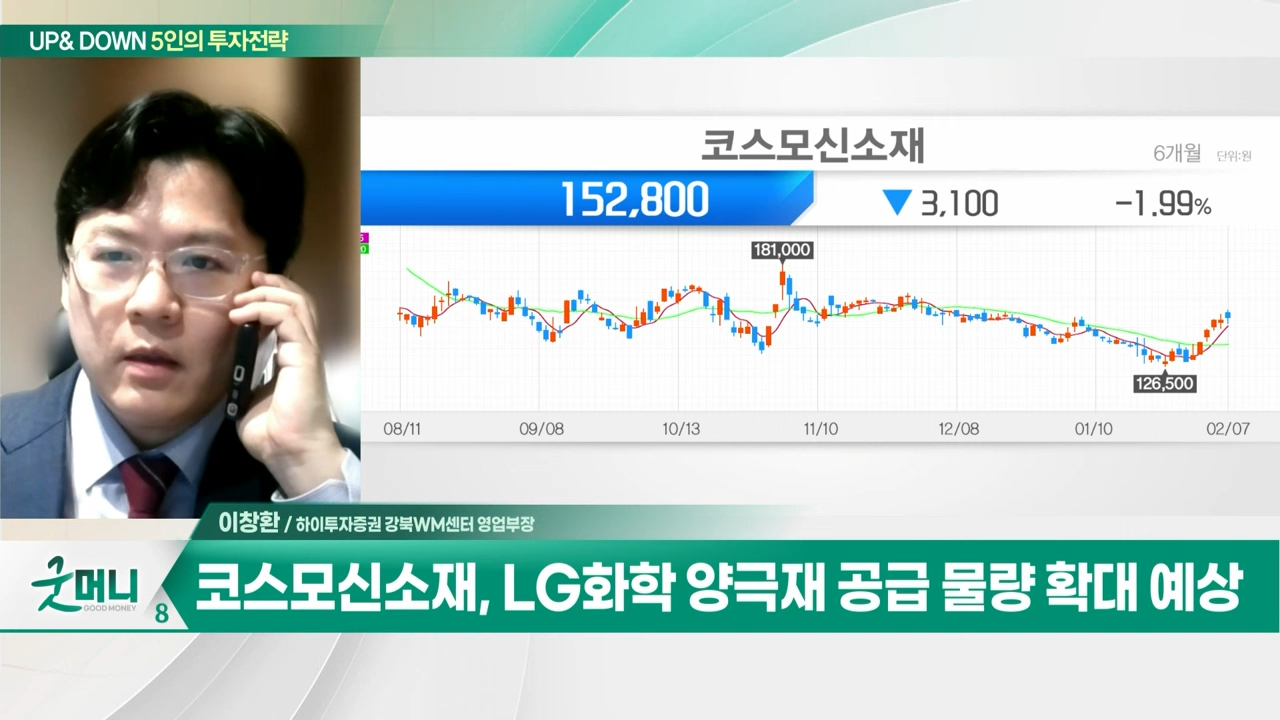 UP& DOWN 5인의 투자전략
코스모신소재
6개월 단위:원
152,800 ▼ 3,100 -1.99%
181,000
126,500
08/11 09/08 10/13 11/10 12/08 01/10 02/07
이창환 / 하이투자증권 강북WM센터 영업부장
굿머니
GOOD MONEY
8
코스모신소재, LG화학 양극재 공급 물량 확대 예상